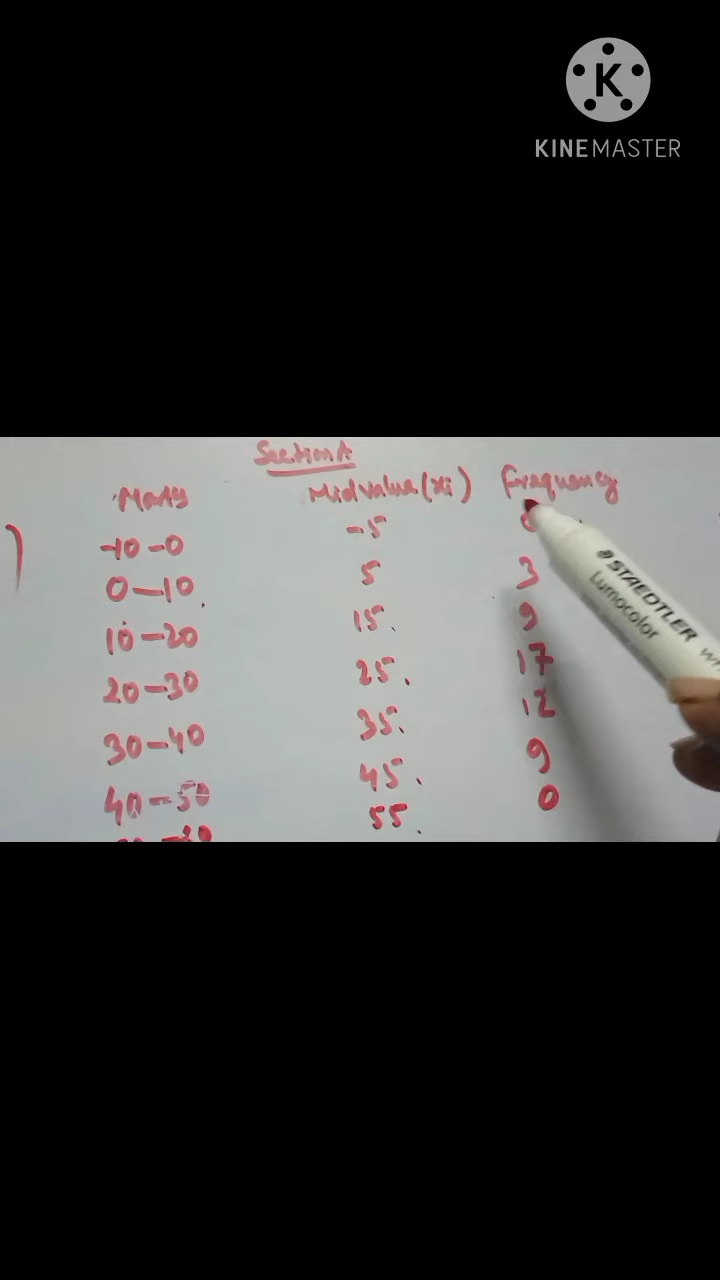 KINEMASTER
Section A
Marks Midvalue (xi) Frequency
-10-0 -5
0-10 5 3
10-20 15 9
20-30 25 17
30-40 35 12
40-50 45 9
55 0
STAEDTLER
Lumocolor